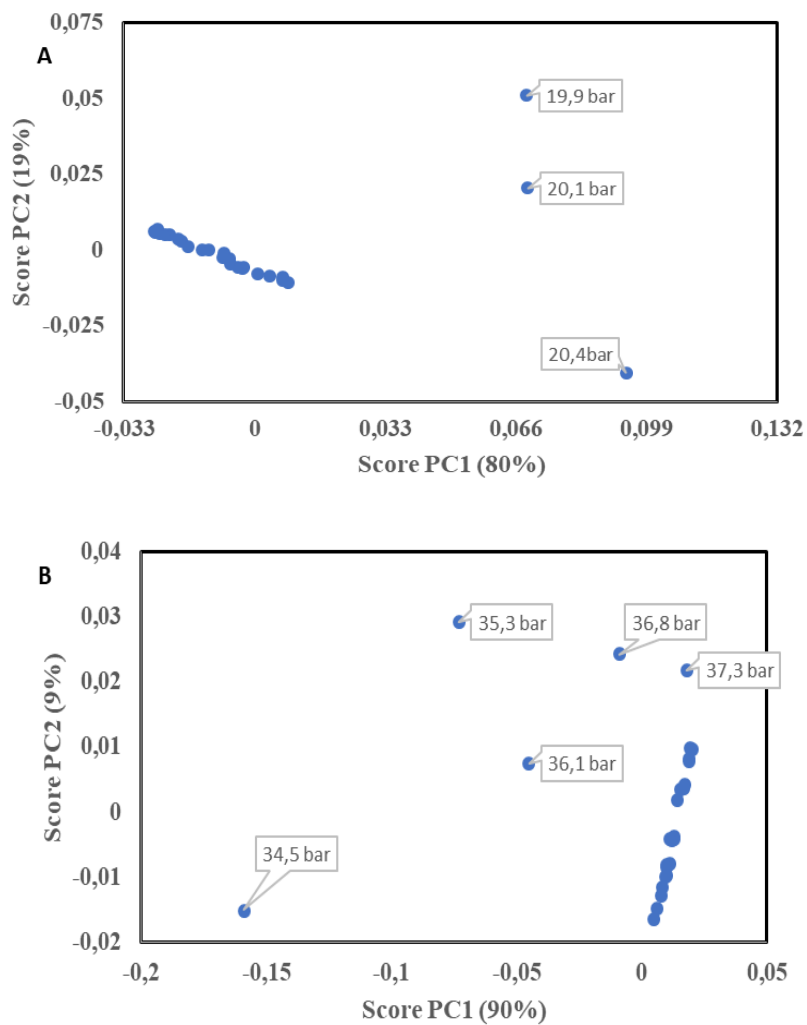 A
0,075
0,05
0,025
0
-0,025
-0,05
Score PC2 (19%)
19,9 bar
20,1 bar
20,4bar
-0,033 0 0,033 0,066 0,099 0,132
Score PC1 (80%)
B
0,04
0,03
0,02
0,01
0
-0,01
-0,02
Score PC2 (9%)
35,3 bar
36,8 bar
37,3 bar
36,1 bar
34,5 bar
-0,2 -0,15 -0,1 -0,05 0 0,05
Score PC1 (90%)